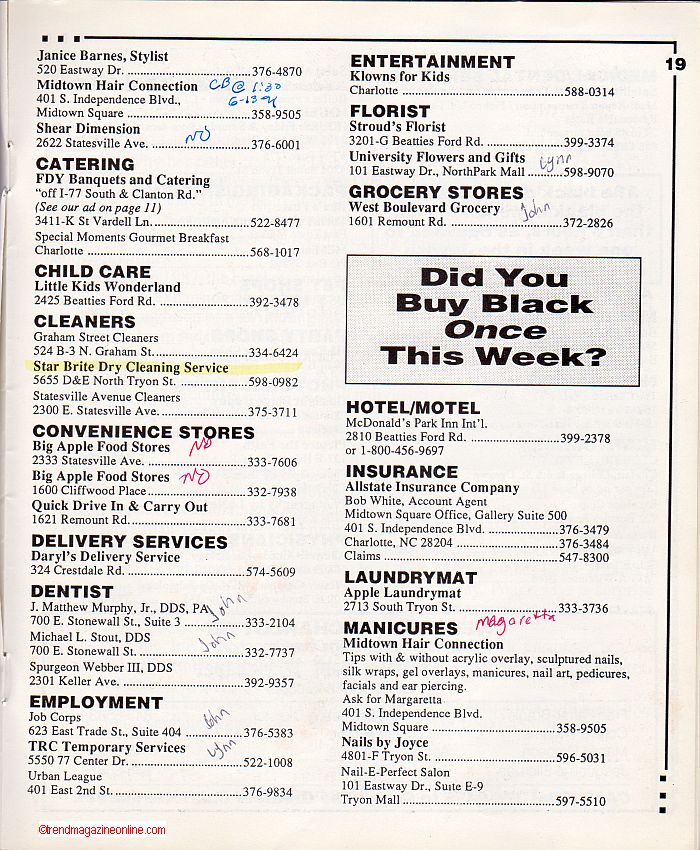 19
Janice Barnes, Stylist
520 Eastway Dr. ................................376-4870
Midtown Hair Connection CB @ 1:30
401 S. Independence Blvd., 6-13-94
Midtown Square ................................358-9505
Shear Dimension NO
2622 Statesville Ave. ..........................376-6001
CATERING
FDY Banquets and Catering
"off I-77 South & Clanton Rd."
(See our ad on page 11)
3411-K St Vardell Ln..........................522-8477
Special Moments Gourmet Breakfast
Charlotte ..........................................568-1017
CHILD CARE
Little Kids Wonderland
2425 Beatties Ford Rd. ......................392-3478
CLEANERS
Graham Street Cleaners
524 B-3 N. Graham St........................334-6424
Star Brite Dry Cleaning Service
5655 D&E North Tryon St. ................598-0982
Statesville Avenue Cleaners
2300 E. Statesville Ave......................375-3711
CONVENIENCE STORES
Big Apple Food Stores NO
2333 Statesville Ave. ..........................333-7606
Big Apple Food Stores NO
1600 Cliffwood Place..........................332-7938
Quick Drive In & Carry Out
1621 Remount Rd..............................333-7681
DELIVERY SERVICES
Daryl's Delivery Service
324 Crestdale Rd. ..............................574-5609
DENTIST
J. Matthew Murphy, Jr., DDS, PA John
700 E. Stonewall St., Suite 3 ..............333-2104
Michael L. Stout, DDS John
700 E. Stonewall St. ..........................332-7737
Spurgeon Webber III, DDS
2301 Keller Ave. ................................392-9357
EMPLOYMENT
Job Corps John
623 East Trade St., Suite 404 ............376-5383
TRC Temporary Services Lynn
5550 77 Center Dr. ............................522-1008
Urban League
401 East 2nd St. ................................376-9834
ENTERTAINMENT
Klowns for Kids
Charlotte ..........................................588-0314
FLORIST
Stroud's Florist
3201-G Beatties Ford Rd. ..................399-3374
University Flowers and Gifts Lynn
101 Eastway Dr., NorthPark Mall ......598-9070
GROCERY STORES
West Boulevard Grocery John
1601 Remount Rd. ............................372-2826
Did You
Buy Black
Once
This Week?
HOTEL/MOTEL
McDonald's Park Inn Int'l.
2810 Beatties Ford Rd. ......................399-2378
or 1-800-456-9697
INSURANCE
Allstate Insurance Company
Bob White, Account Agent
Midtown Square Office, Gallery Suite 500
401 S. Independence Blvd. ................376-3479
Charlotte, NC 28204 ..........................376-3484
Claims ..............................................547-8300
LAUNDRYMAT
Apple Laundrymat
2713 South Tryon St. ........................333-3736
MANICURES Magaretta
Midtown Hair Connection
Tips with & without acrylic overlay, sculptured nails,
silk wraps, gel overlays, manicures, nail art, pedicures,
facials and ear piercing.
Ask for Margaretta
401 S. Independence Blvd.
Midtown Square ................................358-9505
Nails by Joyce
4801-F Tryon St. ................................596-5031
Nail-E-Perfect Salon
101 Eastway Dr., Suite E-9
Tryon Mall ........................................597-5510
©trendmagazineonline.com